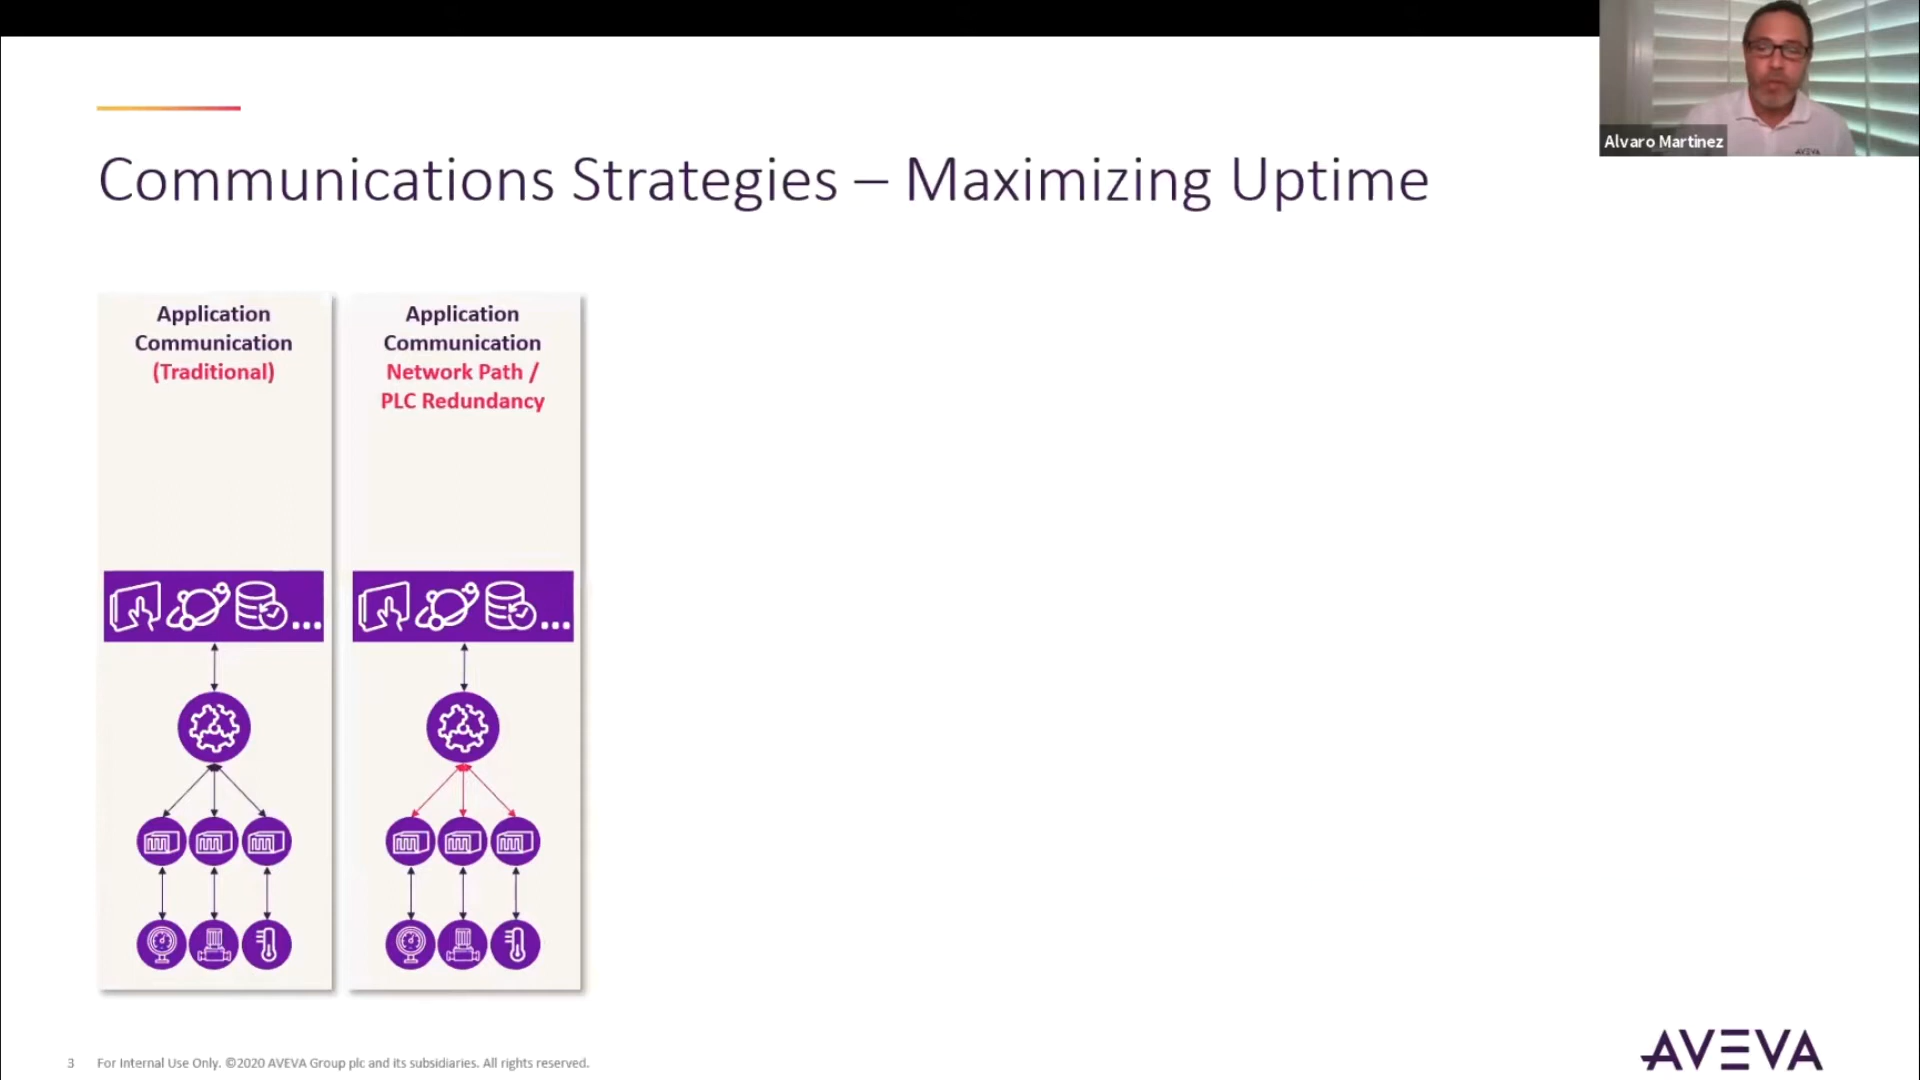 Alvaro Martinez
AVEVA
Communications Strategies – Maximizing Uptime
Application
Communication
(Traditional)
...
Application
Communication
Network Path /
PLC Redundancy
...
3 For Internal Use Only. ©2020 AVEVA Group plc and its subsidiaries. All rights reserved.
AVEVA